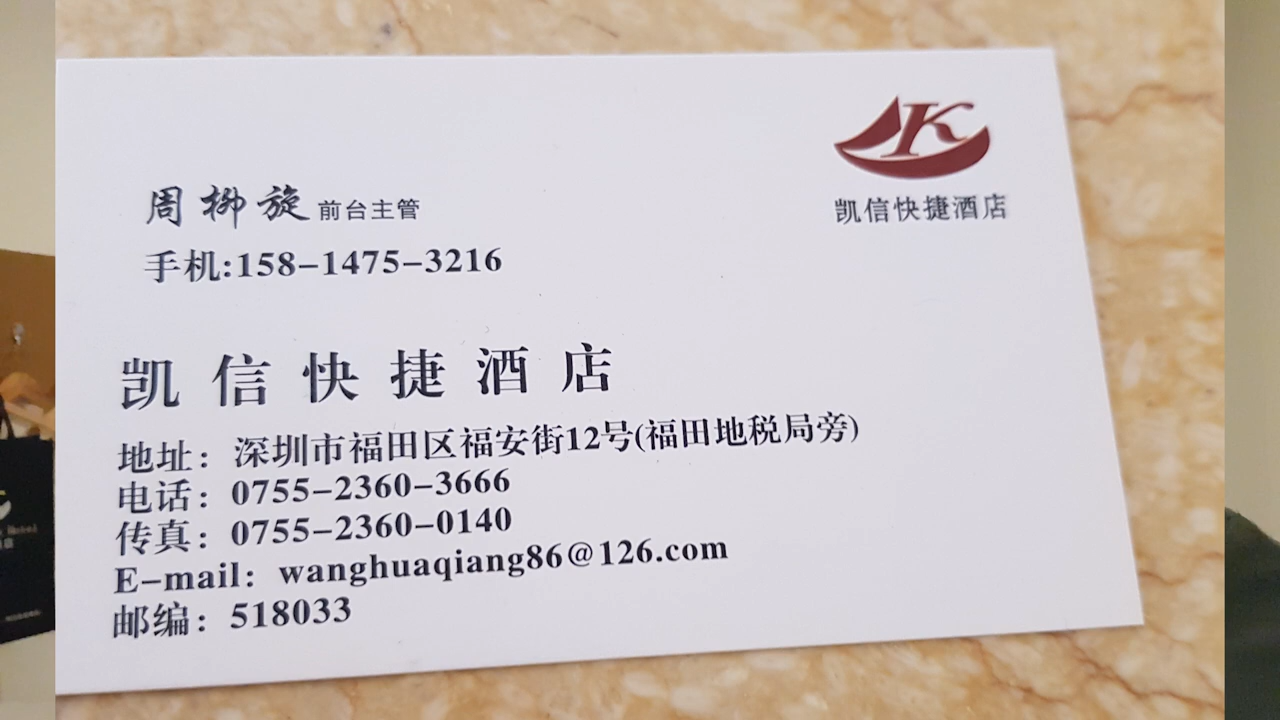 K
凯信快捷酒店
周柳旋 前台主管
手机:158-1475-3216
凯信快捷酒店
地址：深圳市福田区福安街12号(福田地税局旁)
电话：0755-2360-3666
传真：0755-2360-0140
E-mail：wanghuaqiang86@126.com
邮编：518033